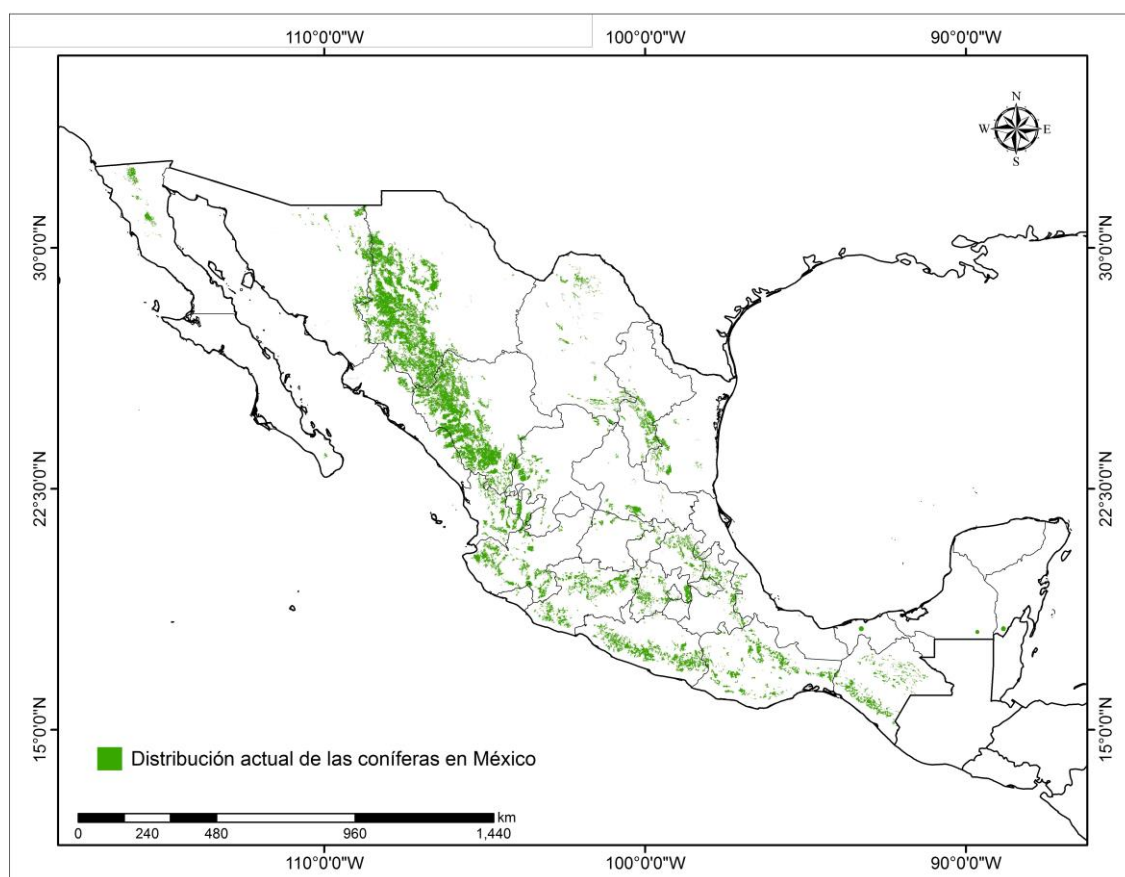 110°0'0"W 100°0'0"W 90°0'0"W
N
W E
S
30°0'0"N 30°0'0"N
22°30'0"N 22°30'0"N
15°0'0"N 15°0'0"N
Distribución actual de las coníferas en México
km
0 240 480 960 1,440
110°0'0"W 100°0'0"W 90°0'0"W